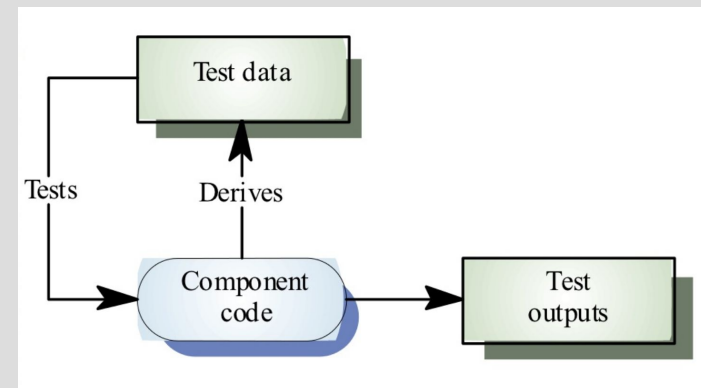 Test data
Tests
Derives
Component
code
Test
outputs